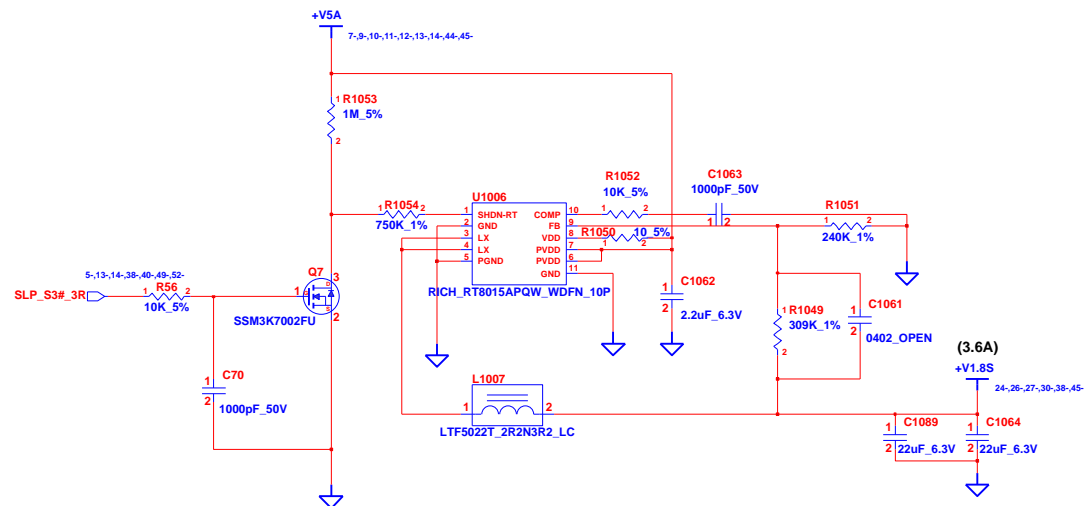 +V5A
7-,9-,10-,11-,12-,13-,14-,44-,45-
1 R1053
1M_5%
2
C1063
1000pF_50V
R1052
10K_5%
1 2
1 2
R1051
1 2
240K_1%
R1054
1 2
750K_1%
U1006
1 SHDN-RT COMP 10
2 GND FB 9
3 LX VDD 8
4 LX PVDD 7
5 PGND PVDD 6
GND 11
RICH_RT8015APQW_WDFN_10P
R1050 10_5%
1 2
C1062
1
2
2.2uF_6.3V
5-,13-,14-,38-,40-,49-,52-
SLP_S3#_3R
R56
1 2
10K_5%
Q7
3
D
1 G
S
2
SSM3K7002FU
C70
1
2
1000pF_50V
1
R1049
309K_1%
2
C1061
1
2
0402_OPEN
(3.6A)
+V1.8S
24-,26-,27-,30-,38-,45-
L1007
1 2
LTF5022T_2R2N3R2_LC
C1089
1
2
22uF_6.3V
C1064
1
2
22uF_6.3V